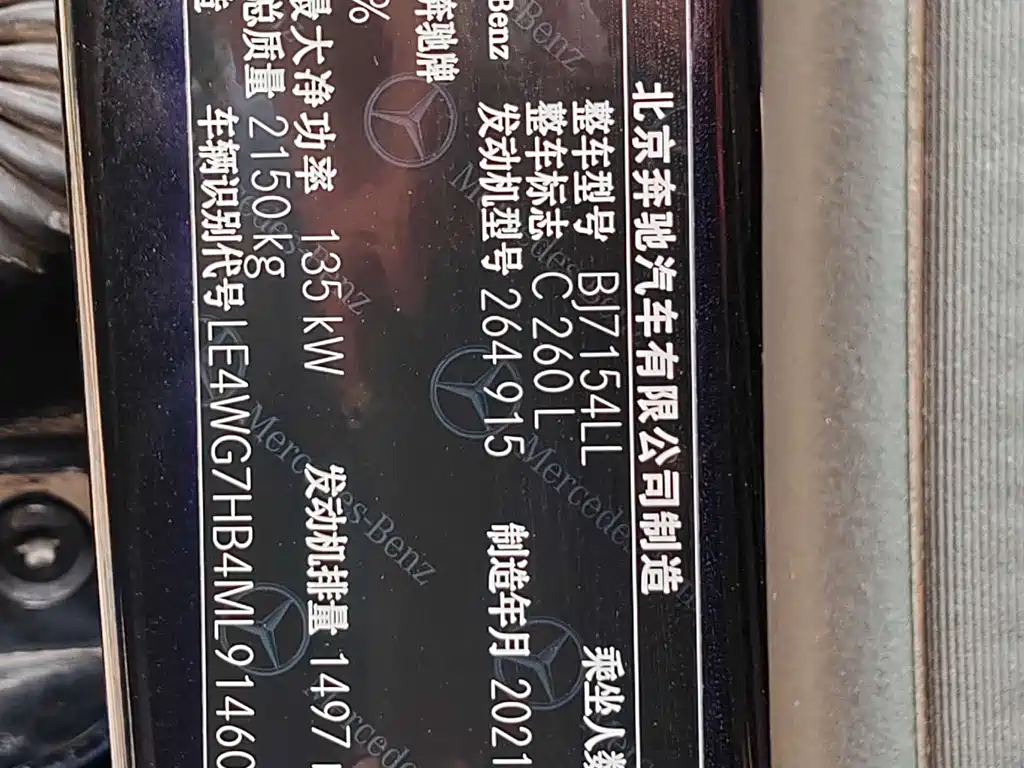 北京奔驰汽车有限公司制造
整车型号 BJ7154LL 乘坐人数
整车标志 C 260 L
Benz 发动机型号 264 915 制造年月 2021
奔驰牌
%
最大净功率 135 kW 发动机排量 1497
总质量 2150kg
车辆识别代号 LE4WG7HB4ML91460